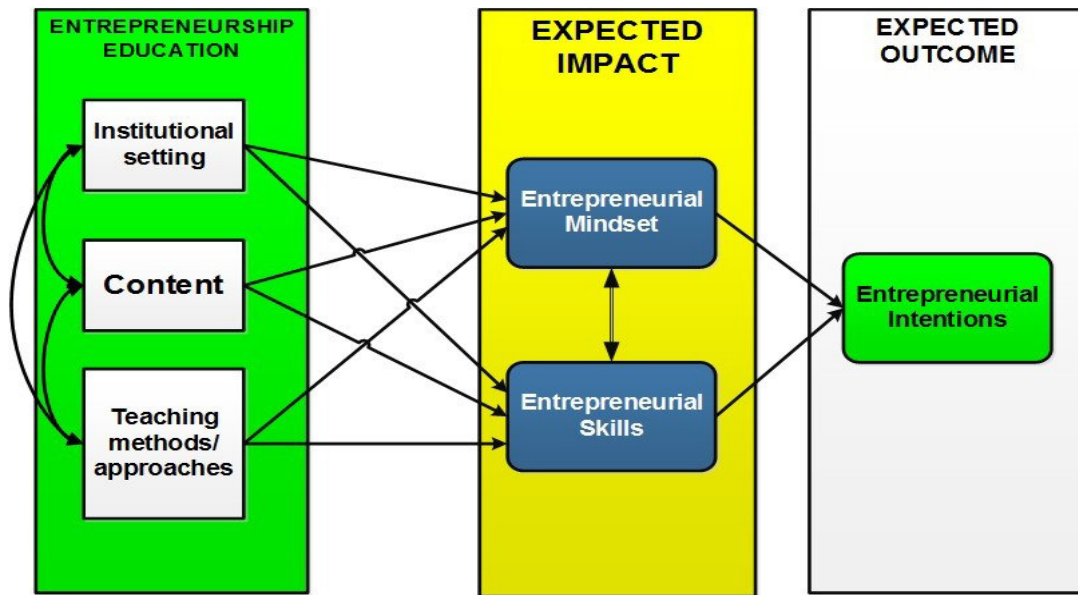 ENTREPRENEURSHIP
EDUCATION
Institutional
setting
Content
Teaching
methods/
approaches
EXPECTED
IMPACT
Entrepreneurial
Mindset
Entrepreneurial
Skills
EXPECTED
OUTCOME
Entrepreneurial
Intentions